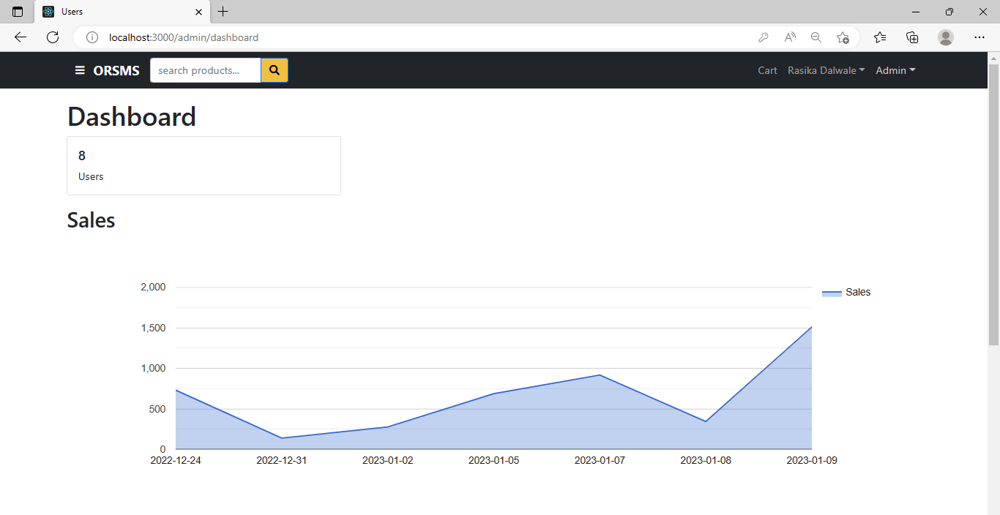 Users
localhost:3000/admin/dashboard
ORSMS search products... Cart Rasika Dalwale Admin
Dashboard
8
Users
Sales
2,000
1,500
1,000
500
0
Sales
2022-12-24 2022-12-31 2023-01-02 2023-01-05 2023-01-07 2023-01-08 2023-01-09